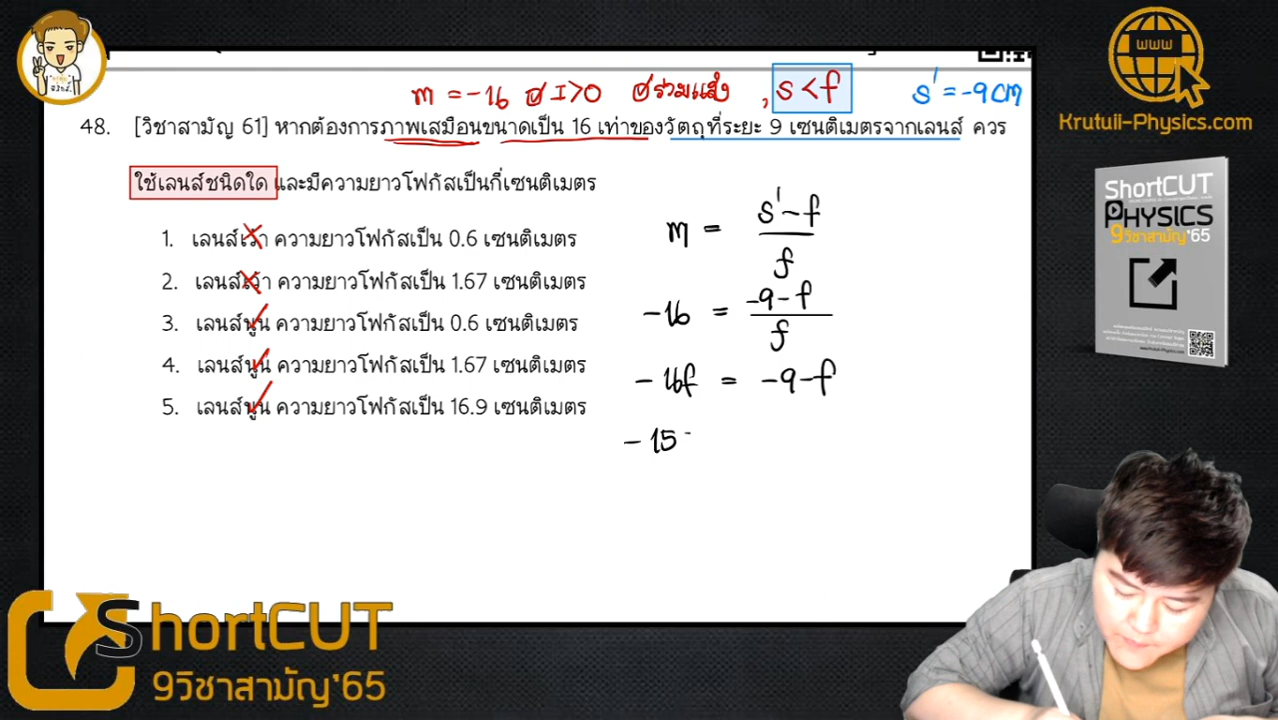 m = -16 I>0 รวมแสง , s < f s' = -9 cm
48. [วิชาสามัญ 61] หากต้องการภาพเสมือนขนาดเป็น 16 เท่าของวัตถุที่ระยะ 9 เซนติเมตรจากเลนส์ ควร
ใช้เลนส์ชนิดใด และมีความยาวโฟกัสเป็นกี่เซนติเมตร
1. เลนส์เว้า ความยาวโฟกัสเป็น 0.6 เซนติเมตร
2. เลนส์เว้า ความยาวโฟกัสเป็น 1.67 เซนติเมตร
3. เลนส์นูน ความยาวโฟกัสเป็น 0.6 เซนติเมตร
4. เลนส์นูน ความยาวโฟกัสเป็น 1.67 เซนติเมตร
5. เลนส์นูน ความยาวโฟกัสเป็น 16.9 เซนติเมตร
m = s' - f
f
-16 = -9 - f
f
-16f = -9 - f
-15
www
Krutuii-Physics.com
ShortCUT
PHYSICS
9วิชาสามัญ'65
ShortCUT
9วิชาสามัญ'65